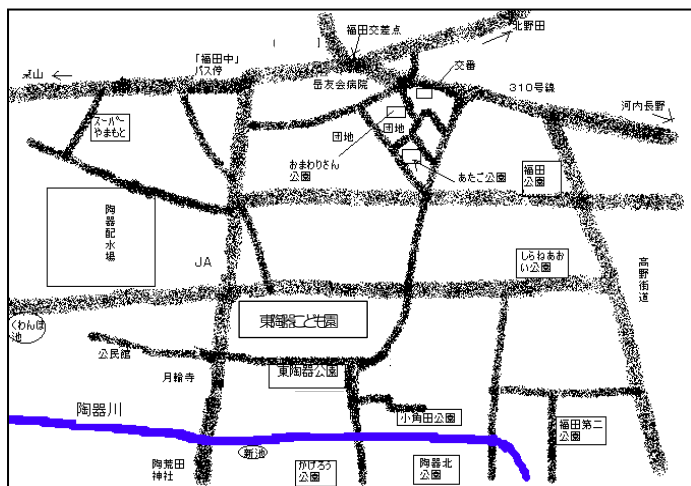 福田交差点
北野田
「福田中」
バス停
岳友会病院
交番
310号線
河内長野
スーパー
やまもと
団地
団地
おまわりさん
公園
あたご公園
福田
公園
陶器配水場
JA
しらねあお
い公園
高野街道
東陶器こども園
くわんぼ
池
公民館
月輪寺
東陶器公園
陶器川
小角田公園
福田第二
公園
新池
陶荒田
神社
かげろう
公園
陶器北
公園